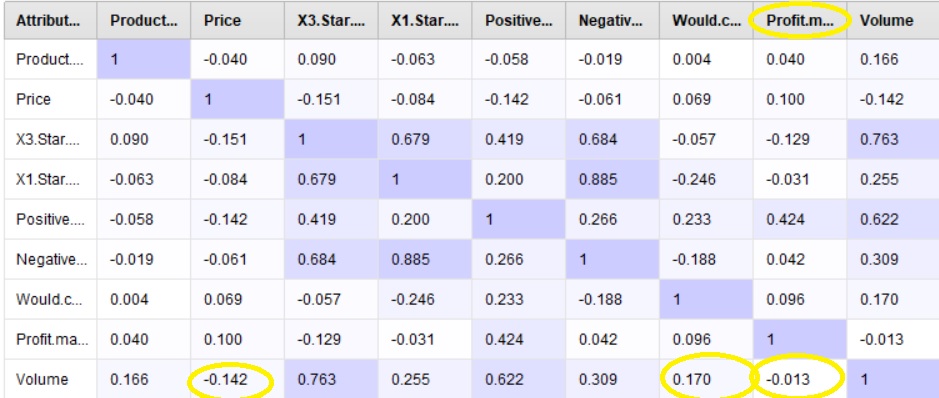 Attribut... Product... Price X3.Star.... X1.Star.... Positive... Negativ... Would.c... Profit.m... Volume
Product.... 1 -0.040 0.090 -0.063 -0.058 -0.019 0.004 0.040 0.166
Price -0.040 1 -0.151 -0.084 -0.142 -0.061 0.069 0.100 -0.142
X3.Star.... 0.090 -0.151 1 0.679 0.419 0.684 -0.057 -0.129 0.763
X1.Star.... -0.063 -0.084 0.679 1 0.200 0.885 -0.246 -0.031 0.255
Positive.... -0.058 -0.142 0.419 0.200 1 0.266 0.233 0.424 0.622
Negative... -0.019 -0.061 0.684 0.885 0.266 1 -0.188 0.042 0.309
Would.c... 0.004 0.069 -0.057 -0.246 0.233 -0.188 1 0.096 0.170
Profit.ma... 0.040 0.100 -0.129 -0.031 0.424 0.042 0.096 1 -0.013
Volume 0.166 -0.142 0.763 0.255 0.622 0.309 0.170 -0.013 1